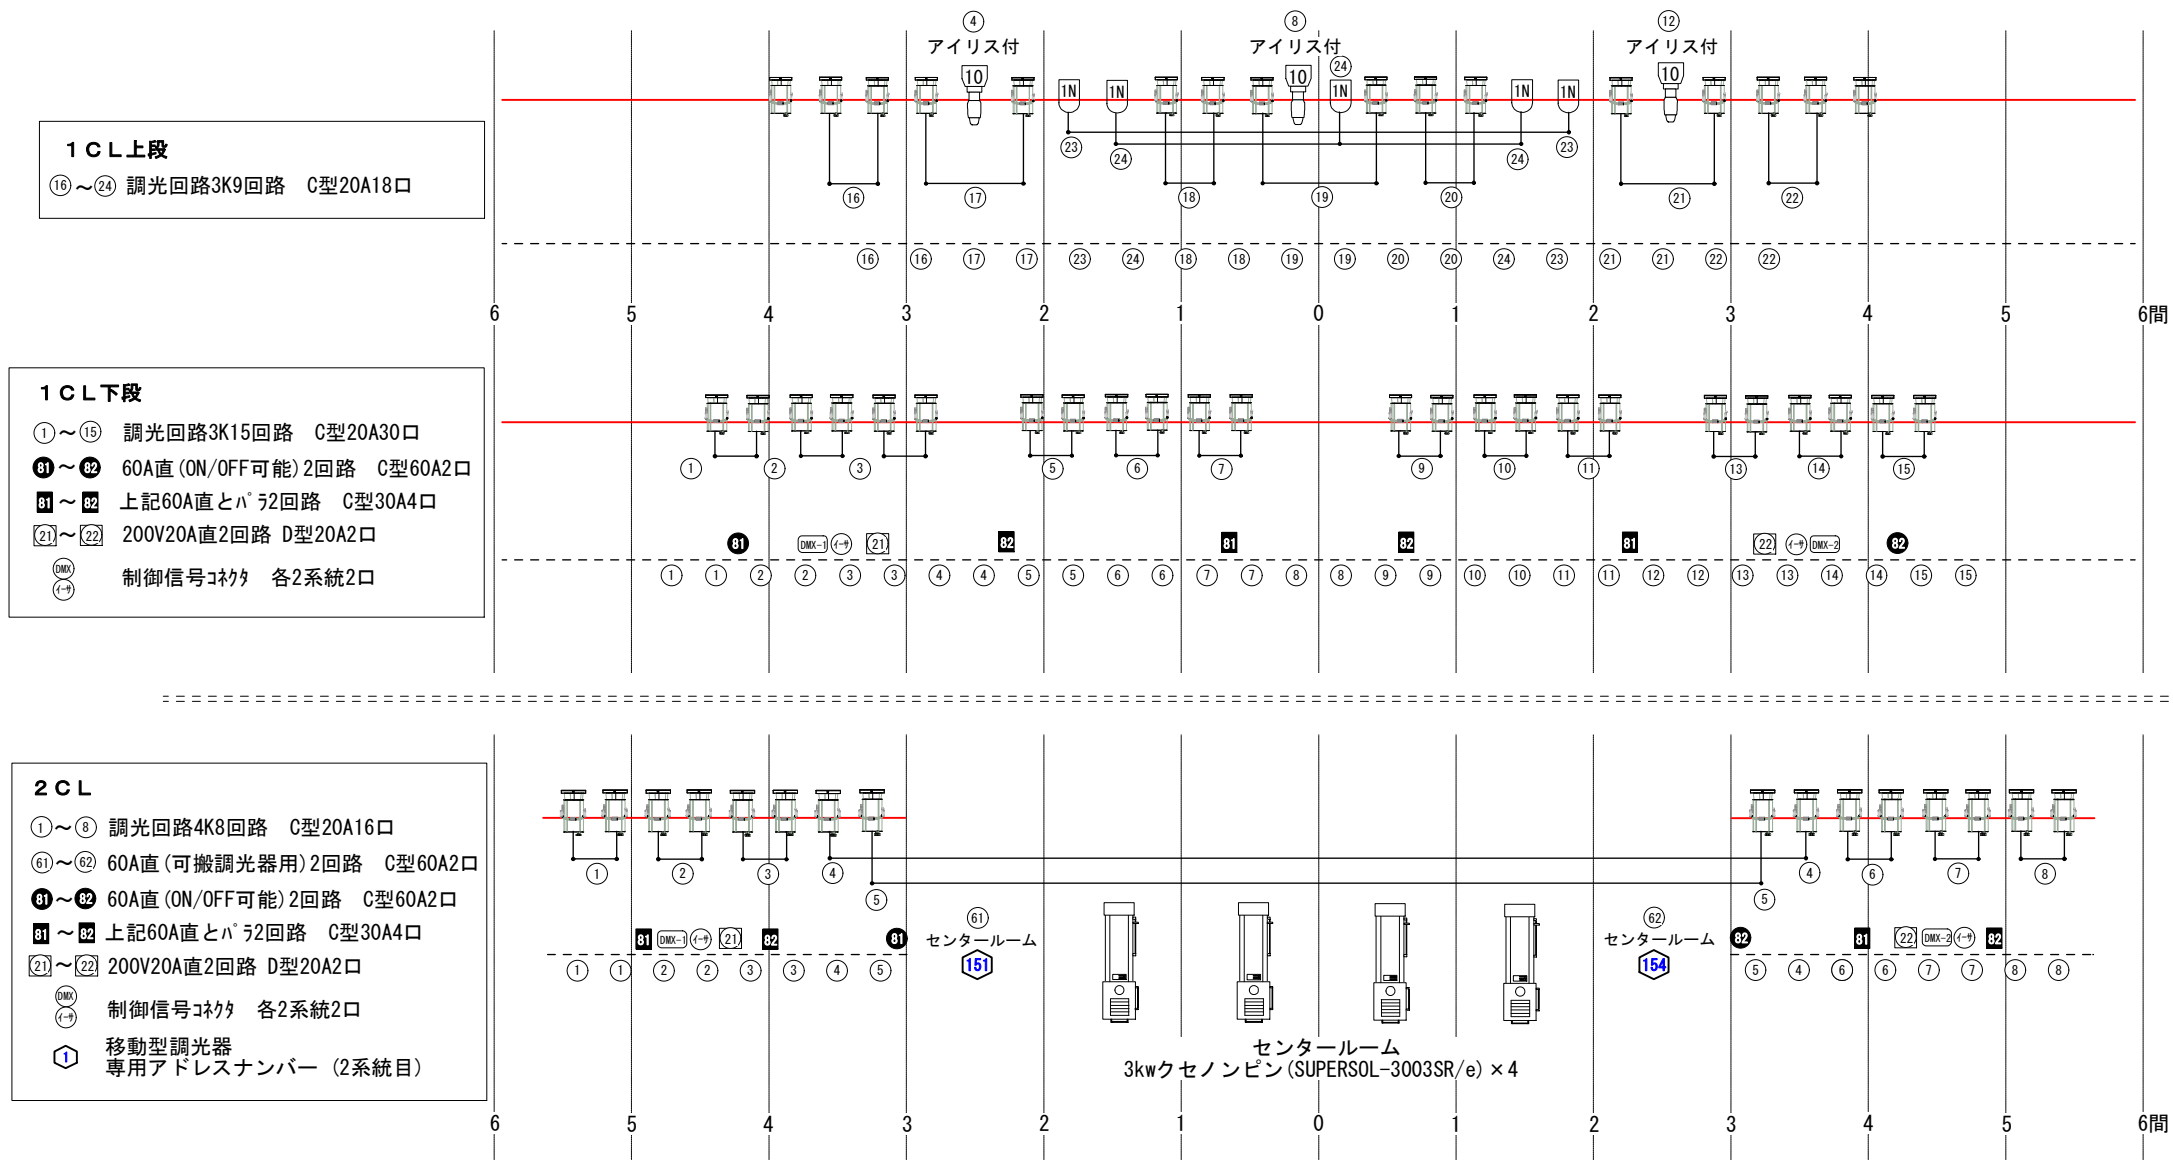 ④ ⑧ ⑫
アイリス付 アイリス付 アイリス付
㉔
10 10 10
1N 1N 1N 1N 1N
１ＣＬ上段
⑯～㉔ 調光回路3K9回路 C型20A18口
㉓ ㉔ ㉔ ㉓
⑯ ⑰ ⑱ ⑲ ⑳ ㉑ ㉒
⑯ ⑯ ⑰ ⑰ ㉓ ㉔ ⑱ ⑱ ⑲ ⑲ ⑳ ⑳ ㉔ ㉓ ㉑ ㉑ ㉒ ㉒
6 5 4 3 2 1 0 1 2 3 4 5 6間
１ＣＬ下段
①～⑮ 調光回路3K15回路 C型20A30口
81～82 60A直(ON/OFF可能)2回路 C型60A2口
81～82 上記60A直とﾊﾟﾗ2回路 C型30A4口
㉑～㉒ 200V20A直2回路 D型20A2口
DMX
ｲｰｻ
制御信号ｺﾈｸﾀ 各2系統2口
① ② ③ ⑤ ⑥ ⑦ ⑨ ⑩ ⑪ ⑬ ⑭ ⑮
81 DMX-1 ｲｰｻ ㉑ 82 81 82 81 ㉒ ｲｰｻ DMX-2 82
① ① ② ② ③ ③ ④ ④ ⑤ ⑤ ⑥ ⑥ ⑦ ⑦ ⑧ ⑧ ⑨ ⑨ ⑩ ⑩ ⑪ ⑪ ⑫ ⑫ ⑬ ⑬ ⑭ ⑭ ⑮ ⑮
２ＣＬ
①～⑧ 調光回路4K8回路 C型20A16口
61～62 60A直(可搬調光器用)2回路 C型60A2口
81～82 60A直(ON/OFF可能)2回路 C型60A2口
81～82 上記60A直とﾊﾟﾗ2回路 C型30A4口
㉑～㉒ 200V20A直2回路 D型20A2口
DMX
ｲｰｻ
制御信号ｺﾈｸﾀ 各2系統2口
1 移動型調光器
専用アドレスナンバー (2系統目)
① ② ③ ④ ④ ⑥ ⑦ ⑧
⑤ ⑤
61 62
センタールーム センタールーム
151 154
81 DMX-1 ｲｰｻ ㉑ 82 81 82 81 ㉒ DMX-2 ｲｰｻ 82
① ① ② ② ③ ③ ④ ⑤ ⑤ ④ ⑥ ⑥ ⑦ ⑦ ⑧ ⑧
センタールーム
3kwクセノンピン(SUPERSOL-3003SR/e)×4
6 5 4 3 2 1 0 1 2 3 4 5 6間